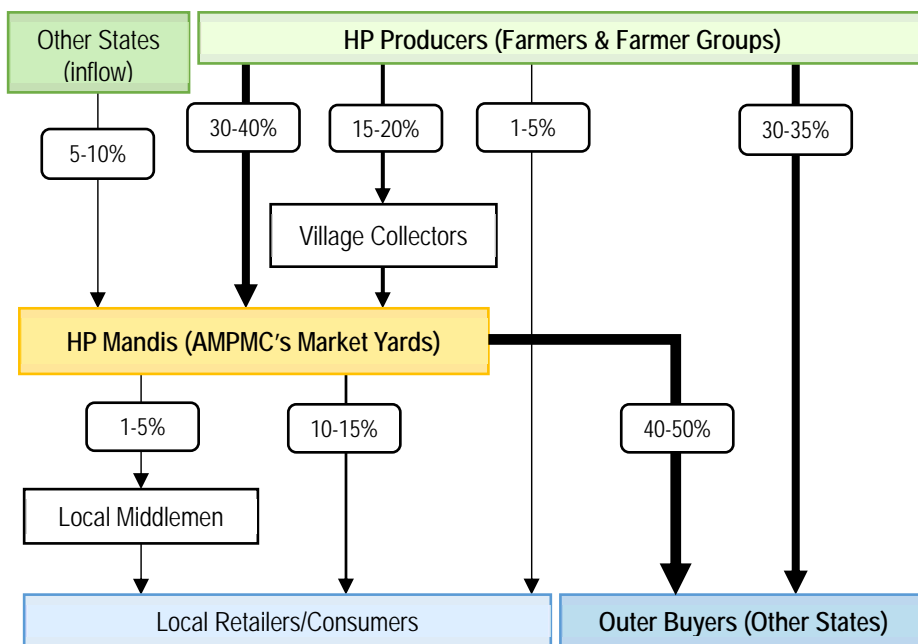 Other States
(inflow)
HP Producers (Farmers & Farmer Groups)
5-10%
30-40%
15-20%
1-5%
30-35%
Village Collectors
HP Mandis (AMPMC's Market Yards)
1-5%
10-15%
40-50%
Local Middlemen
Local Retailers/Consumers
Outer Buyers (Other States)